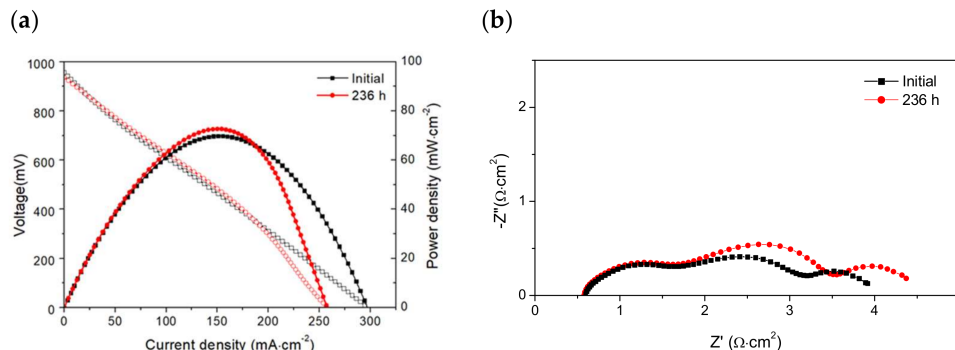 (a)
Voltage(mV)
1000
800
600
400
200
0
0 50 100 150 200 250 300
Current density (mA·cm⁻²)
100
80
60
40
20
0
Power density (mW·cm⁻²)
Initial
236 h
(b)
-Z"(Ω·cm²)
2
1
0
0 1 2 3 4
Z' (Ω·cm²)
Initial
236 h